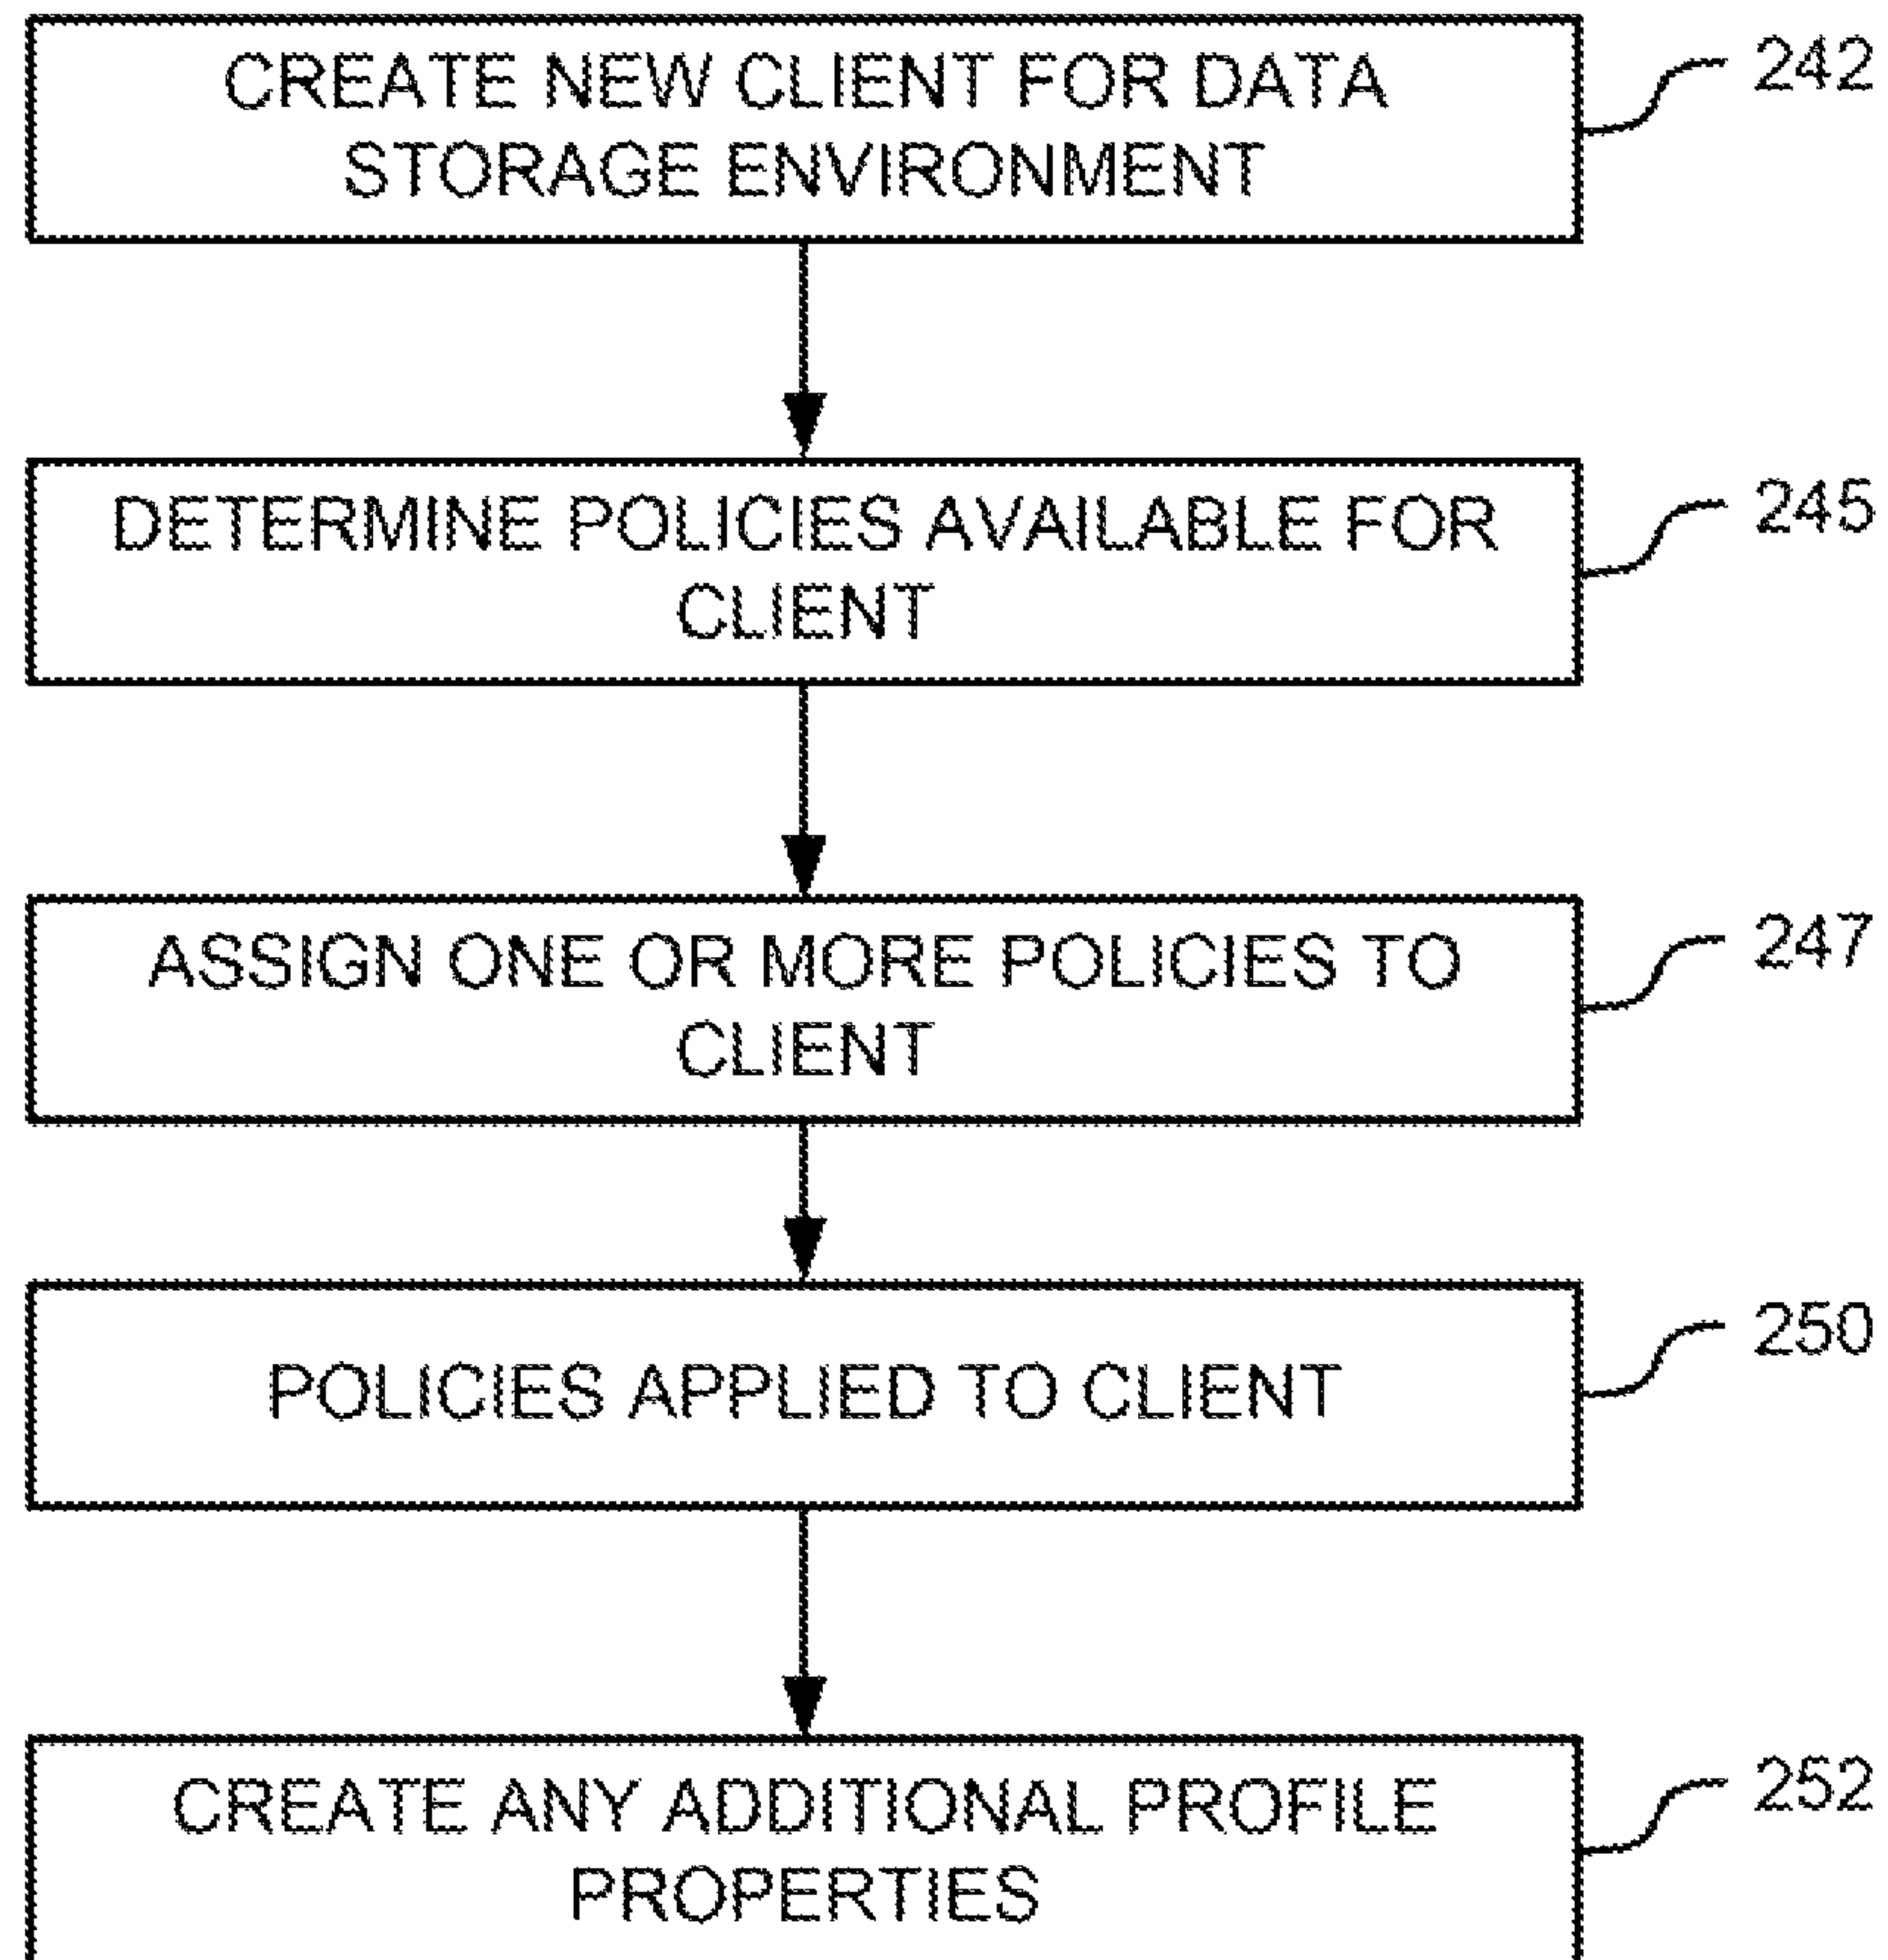 CREATE NEW CLIENT FOR DATA
STORAGE ENVIRONMENT
242
DETERMINE POLICIES AVAILABLE FOR
CLIENT
245
ASSIGN ONE OR MORE POLICIES TO
CLIENT
247
POLICIES APPLIED TO CLIENT
250
CREATE ANY ADDITIONAL PROFILE
PROPERTIES
252